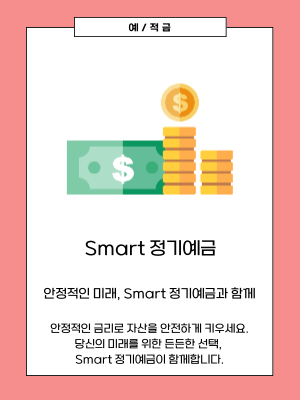 예 / 적 금
$
$
Smart 정기예금
안정적인 미래, Smart 정기예금과 함께
안정적인 금리로 자산을 안전하게 키우세요.
당신의 미래를 위한 든든한 선택,
Smart 정기예금이 함께합니다.